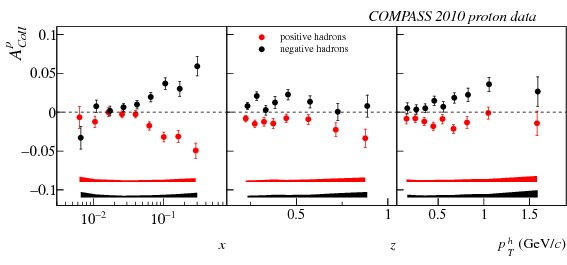 COMPASS 2010 proton data
A^p_Coll
0.1
0.05
0
−0.05
−0.1
positive hadrons
negative hadrons
10^−2 10^−1 0.5 1 0.5 1 1.5
x z p_T^h (GeV/c)